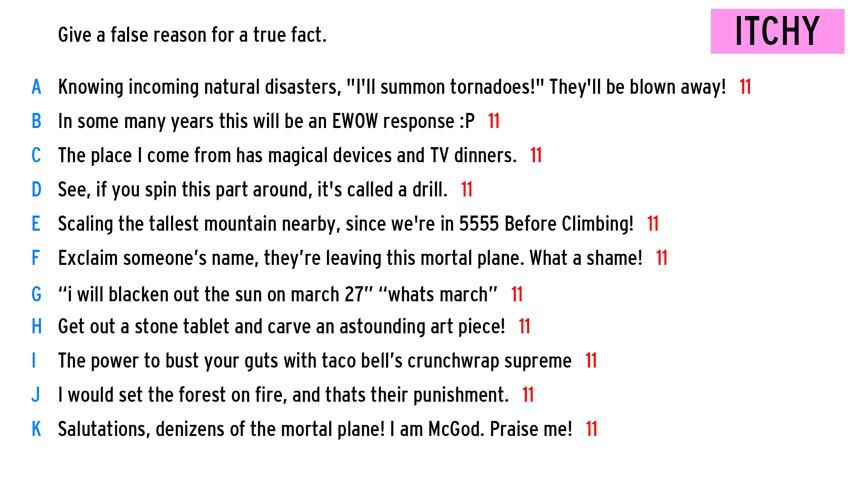 Give a false reason for a true fact.
ITCHY
A Knowing incoming natural disasters, "I'll summon tornadoes!" They'll be blown away! 11
B In some many years this will be an EWOW response :P 11
C The place I come from has magical devices and TV dinners. 11
D See, if you spin this part around, it's called a drill. 11
E Scaling the tallest mountain nearby, since we're in 5555 Before Climbing! 11
F Exclaim someone’s name, they’re leaving this mortal plane. What a shame! 11
G “i will blacken out the sun on march 27” “whats march” 11
H Get out a stone tablet and carve an astounding art piece! 11
I The power to bust your guts with taco bell’s crunchwrap supreme 11
J I would set the forest on fire, and thats their punishment. 11
K Salutations, denizens of the mortal plane! I am McGod. Praise me! 11